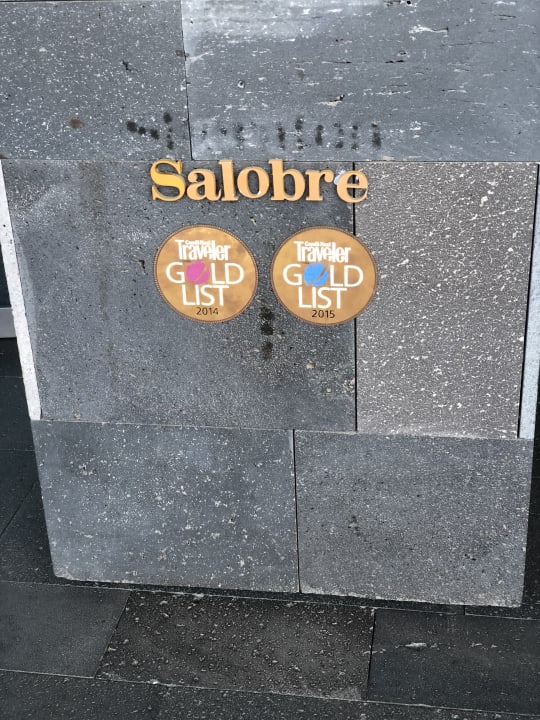 Salobre
Condé Nast
Traveler
GOLD
LIST
2014
Condé Nast
Traveler
GOLD
LIST
2015